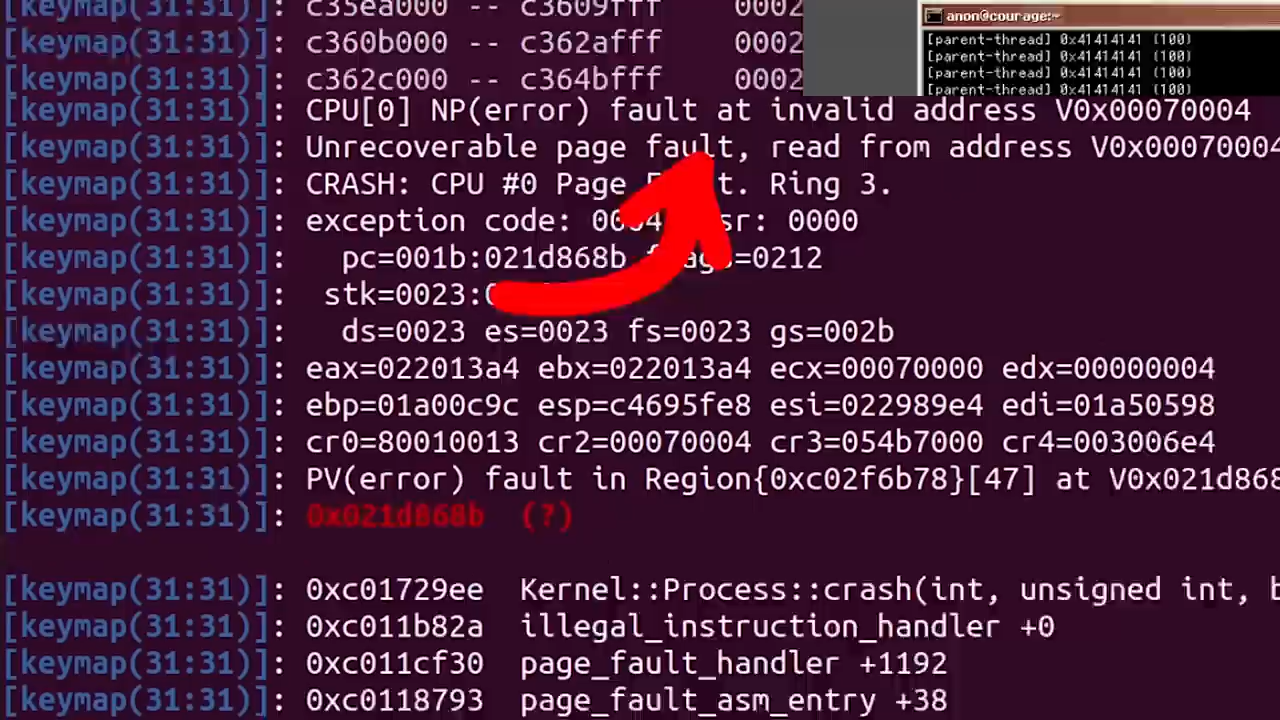 [keymap(31:31)]: c35ea000 -- c3609fff 0002
[keymap(31:31)]: c360b000 -- c362afff 0002
[keymap(31:31)]: c362c000 -- c364bfff 0002
anon@courage:~
[parent-thread] 0x41414141 (100)
[parent-thread] 0x41414141 (100)
[parent-thread] 0x41414141 (100)
[parent-thread] 0x41414141 (100)
[keymap(31:31)]: CPU[0] NP(error) fault at invalid address V0x00070004
[keymap(31:31)]: Unrecoverable page fault, read from address V0x00070004
[keymap(31:31)]: CRASH: CPU #0 Page Ring 3.
[keymap(31:31)]: exception code: 0000
[keymap(31:31)]: pc=001b:021d868b =0212
[keymap(31:31)]: stk=0023:
[keymap(31:31)]: ds=0023 es=0023 fs=0023 gs=002b
[keymap(31:31)]: eax=022013a4 ebx=022013a4 ecx=00070000 edx=00000004
[keymap(31:31)]: ebp=01a00c9c esp=c4695fe8 esi=022989e4 edi=01a50598
[keymap(31:31)]: cr0=80010013 cr2=00070004 cr3=054b7000 cr4=003006e4
[keymap(31:31)]: PV(error) fault in Region{0xc02f6b78}[47] at V0x021d868
[keymap(31:31)]: 0x021d868b (?)
[keymap(31:31)]: 0xc01729ee Kernel::Process::crash(int, unsigned int, b
[keymap(31:31)]: 0xc011b82a illegal_instruction_handler +0
[keymap(31:31)]: 0xc011cf30 page_fault_handler +1192
[keymap(31:31)]: 0xc0118793 page_fault_asm_entry +38